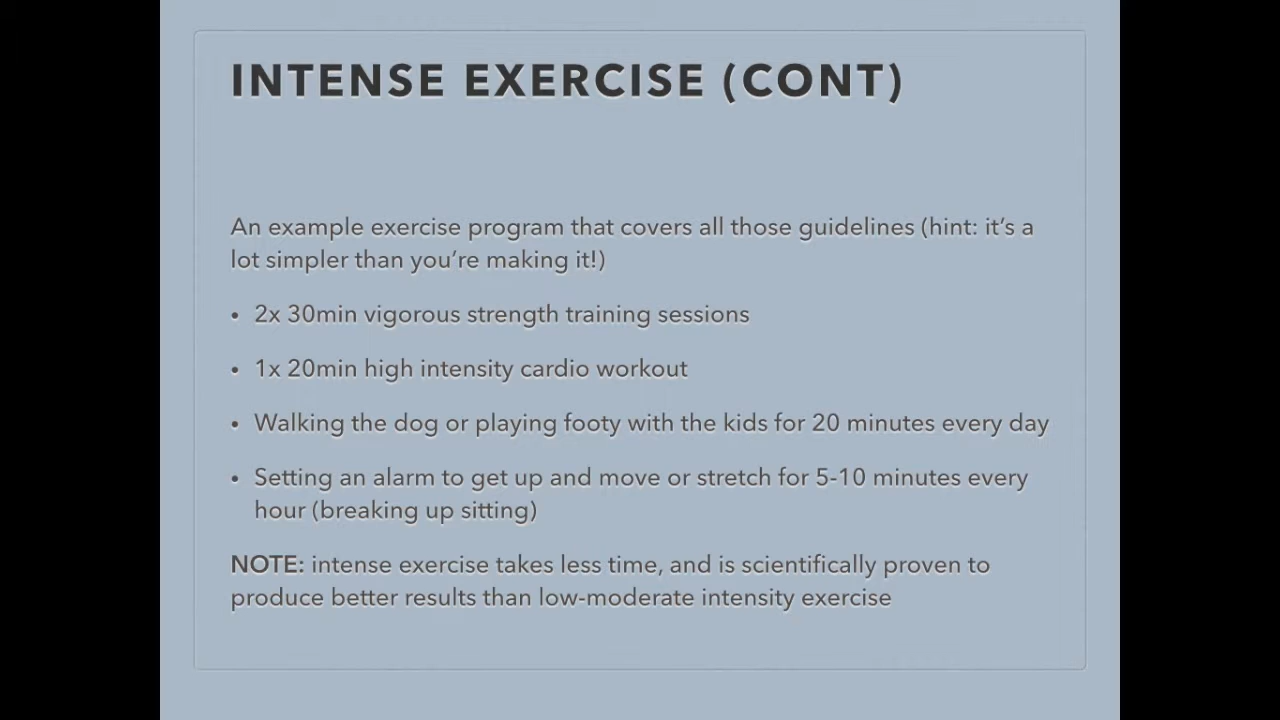 INTENSE EXERCISE (CONT)
An example exercise program that covers all those guidelines (hint: it’s a
lot simpler than you’re making it!)
• 2x 30min vigorous strength training sessions
• 1x 20min high intensity cardio workout
• Walking the dog or playing footy with the kids for 20 minutes every day
• Setting an alarm to get up and move or stretch for 5-10 minutes every
hour (breaking up sitting)
NOTE: intense exercise takes less time, and is scientifically proven to
produce better results than low-moderate intensity exercise